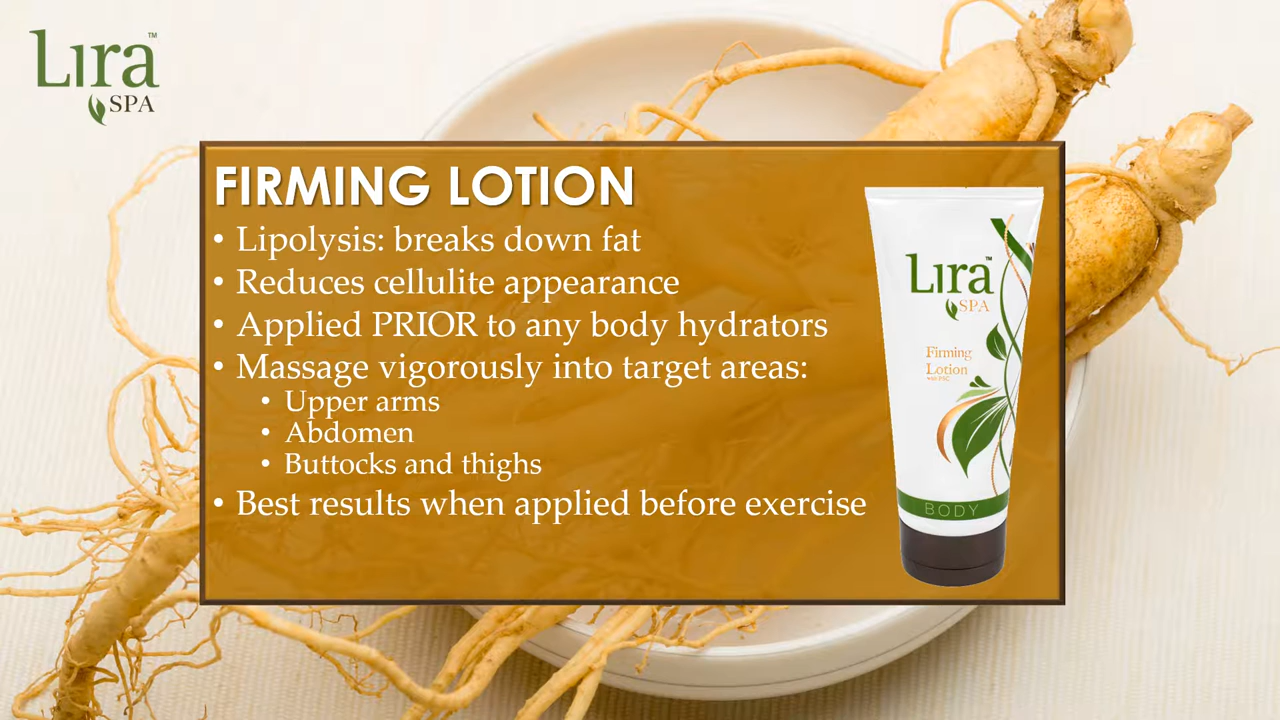 Lira™
SPA
FIRMING LOTION
• Lipolysis: breaks down fat
• Reduces cellulite appearance
• Applied PRIOR to any body hydrators
• Massage vigorously into target areas:
• Upper arms
• Abdomen
• Buttocks and thighs
• Best results when applied before exercise
Lira™
SPA
Firming
Lotion
BODY